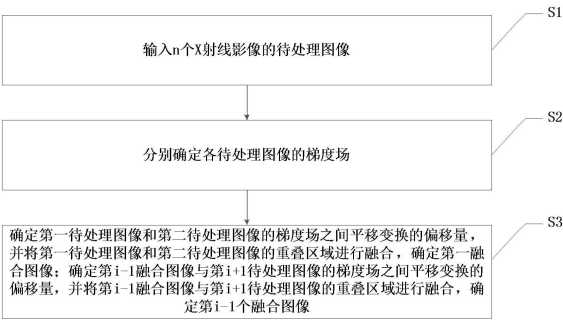 S1
输入n个X射线影像的待处理图像
S2
分别确定各待处理图像的梯度场
S3
确定第一待处理图像和第二待处理图像的梯度场之间平移变换的偏移量，
并将第一待处理图像和第二待处理图像的重叠区域进行融合，确定第一融
合图像；确定第i-1融合图像与第i+1待处理图像的梯度场之间平移变换的
偏移量，并将第i-1融合图像与第i+1待处理图像的重叠区域进行融合，确
定第i-1个融合图像